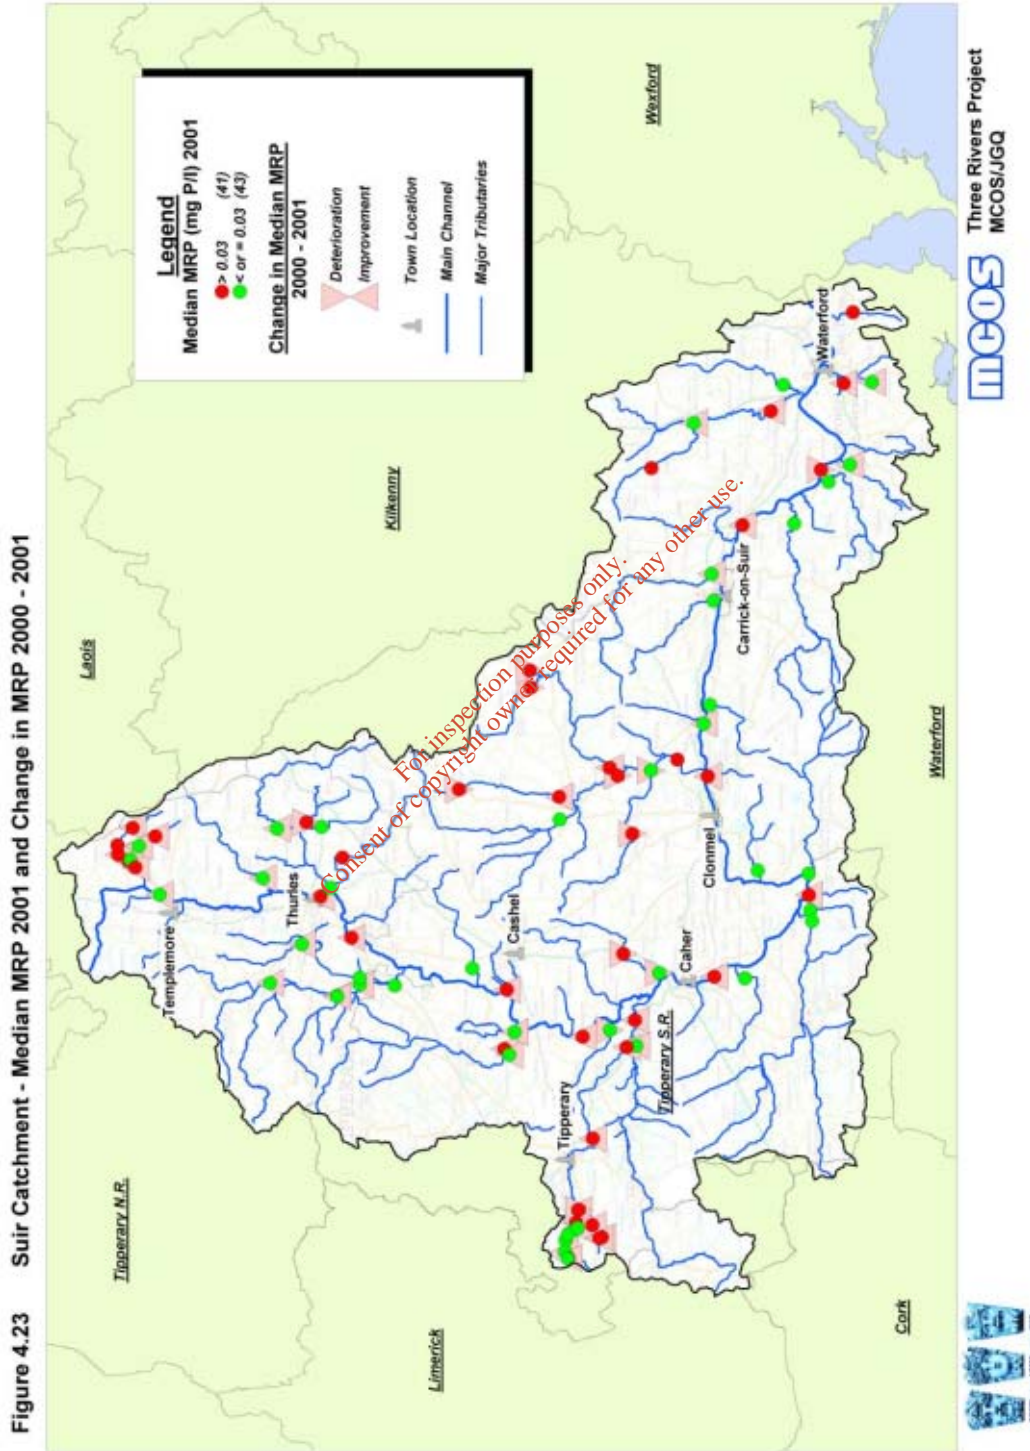 Figure 4.23 Suir Catchment - Median MRP 2001 and Change in MRP 2000 - 2001
Legend
Median MRP (mg P/l) 2001
> 0.03 (41)
< or = 0.03 (43)
Change in Median MRP
2000 - 2001
Deterioration
Improvement
Town Location
Main Channel
Major Tributaries
Tipperary N.R.
Laois
Kilkenny
Wexford
Limerick
Cork
Waterford
Tipperary S.R.
Templemore
Thurles
Cashel
Tipperary
Caher
Clonmel
Carrick-on-Suir
Waterford
For inspection purposes only.
Consent of copyright owner required for any other use.
MCOS
Three Rivers Project
MCOS/JGQ